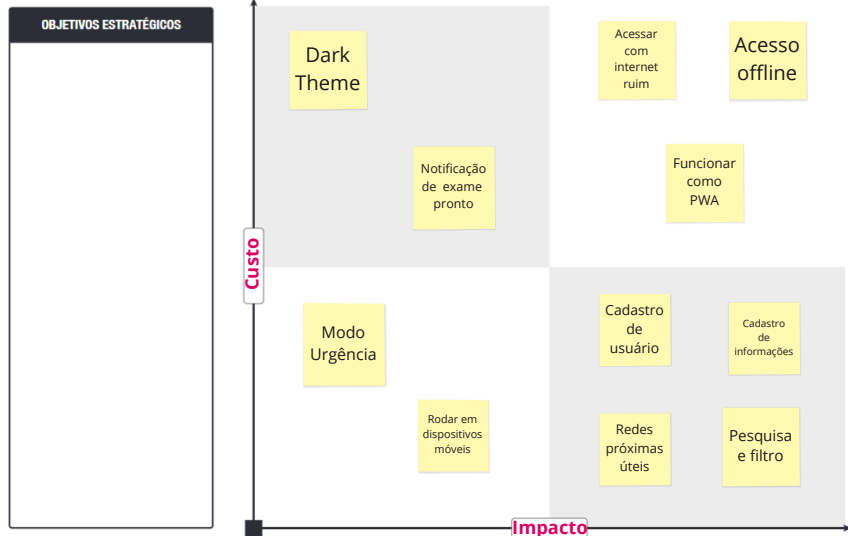 OBJETIVOS ESTRATÉGICOS
Dark
Theme
Notificação
de exame
pronto
Acessar
com
internet
ruim
Acesso
offline
Funcionar
como
PWA
Custo
Modo
Urgência
Rodar em
dispositivos
móveis
Cadastro
de
usuário
Cadastro
de
informações
Redes
próximas
úteis
Pesquisa
e filtro
Impacto